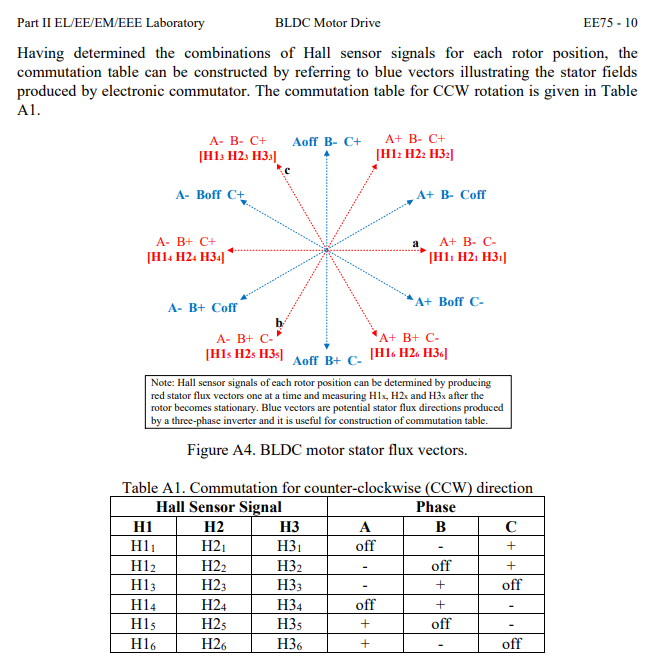 Part II EL/EE/EM/EEE Laboratory BLDC Motor Drive EE75 - 10
Having determined the combinations of Hall sensor signals for each rotor position, the
commutation table can be constructed by referring to blue vectors illustrating the stator fields
produced by electronic commutator. The commutation table for CCW rotation is given in Table
A1.
A- B- C+ Aoff B- C+ A+ B- C+
[H1₃ H2₃ H3₃] [H1₂ H2₂ H3₂]
c
A- Boff C+ A+ B- Coff
A- B+ C+ a A+ B- C-
[H1₄ H2₄ H3₄] [H1₁ H2₁ H3₁]
A- B+ Coff A+ Boff C-
b
A- B+ C- A+ B+ C-
[H1₅ H2₅ H3₅] Aoff B+ C- [H1₆ H2₆ H3₆]
Note: Hall sensor signals of each rotor position can be determined by producing
red stator flux vectors one at a time and measuring H1ₓ, H2ₓ and H3ₓ after the
rotor becomes stationary. Blue vectors are potential stator flux directions produced
by a three-phase inverter and it is useful for construction of commutation table.
Figure A4. BLDC motor stator flux vectors.
Table A1. Commutation for counter-clockwise (CCW) direction
Hall Sensor Signal Phase
H1 H2 H3 A B C
H1₁ H2₁ H3₁ off - +
H1₂ H2₂ H3₂ - off +
H1₃ H2₃ H3₃ - + off
H1₄ H2₄ H3₄ off + -
H1₅ H2₅ H3₅ + off -
H1₆ H2₆ H3₆ + - off